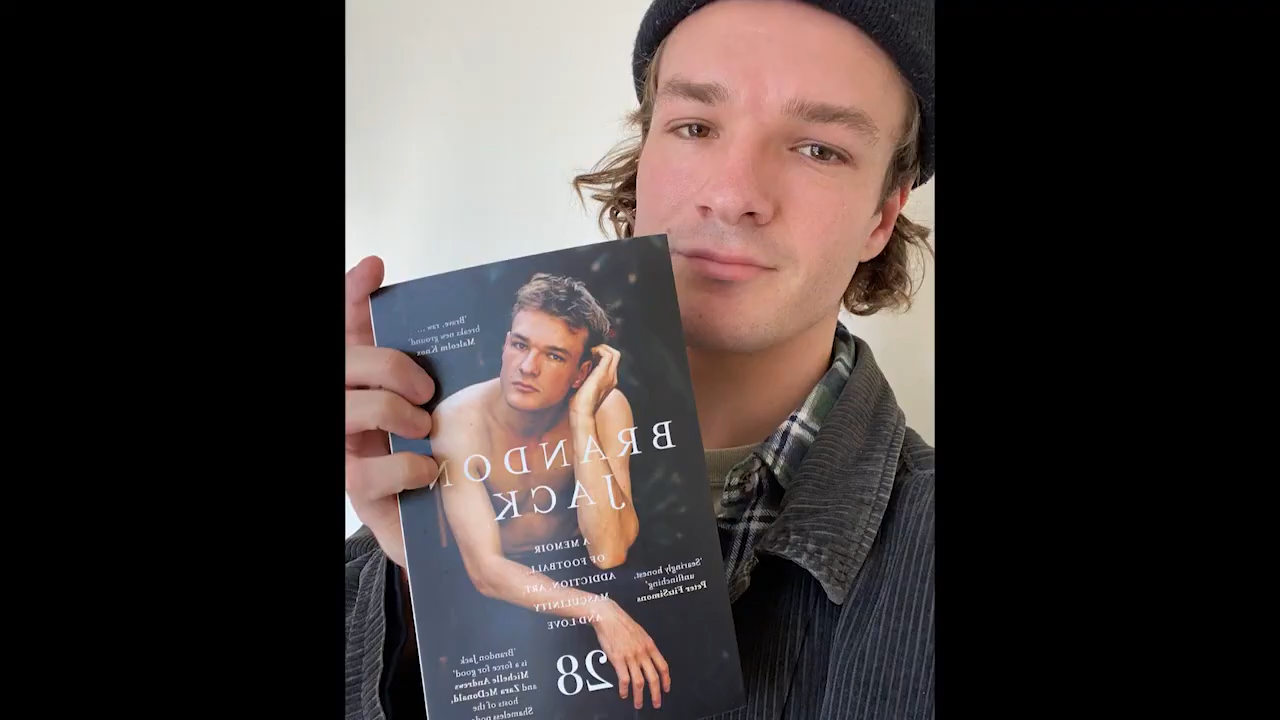 'Brave, raw ...
breaks new ground'
Malcolm Knox
BRANDON
JACK
A MEMOIR
OF FOOTBALL,
ADDICTION, ART,
MASCULINITY
AND LOVE
'Searingly honest,
unflinching'
Peter FitzSimons
28
'Brandon Jack
is a force for good'
Michelle Andrews
and Zara McDonald,
hosts of the
Shameless